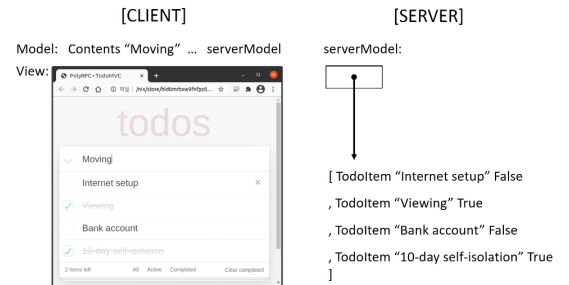 [CLIENT]
Model: Contents “Moving” ... serverModel
View:
PolyRPC • TodoMVC
todos
Moving
Internet setup
Viewing
Bank account
10-day self-isolation
2 items left All Active Completed Clear completed
[SERVER]
serverModel:
[ TodoItem “Internet setup” False
, TodoItem “Viewing” True
, TodoItem “Bank account” False
, TodoItem “10-day self-isolation” True
]